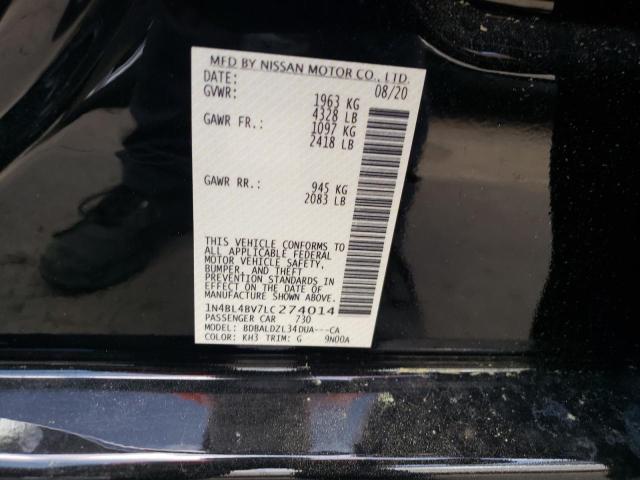 MFD BY NISSAN MOTOR CO., LTD.
DATE: 08/20
GVWR: 1963 KG
4328 LB
GAWR FR.: 1097 KG
2418 LB
GAWR RR.: 945 KG
2083 LB
THIS VEHICLE CONFORMS TO
ALL APPLICABLE FEDERAL
MOTOR VEHICLE SAFETY,
BUMPER, AND THEFT
PREVENTION STANDARDS
IN EFFECT ON THE DATE OF
MANUFACTURE SHOWN ABOVE.
1N4BL4BV7LC274014
PASSENGER CAR 730
MODEL: BDBALDZL34DUA---CA
COLOR: KH3 TRIM: G 9N00A